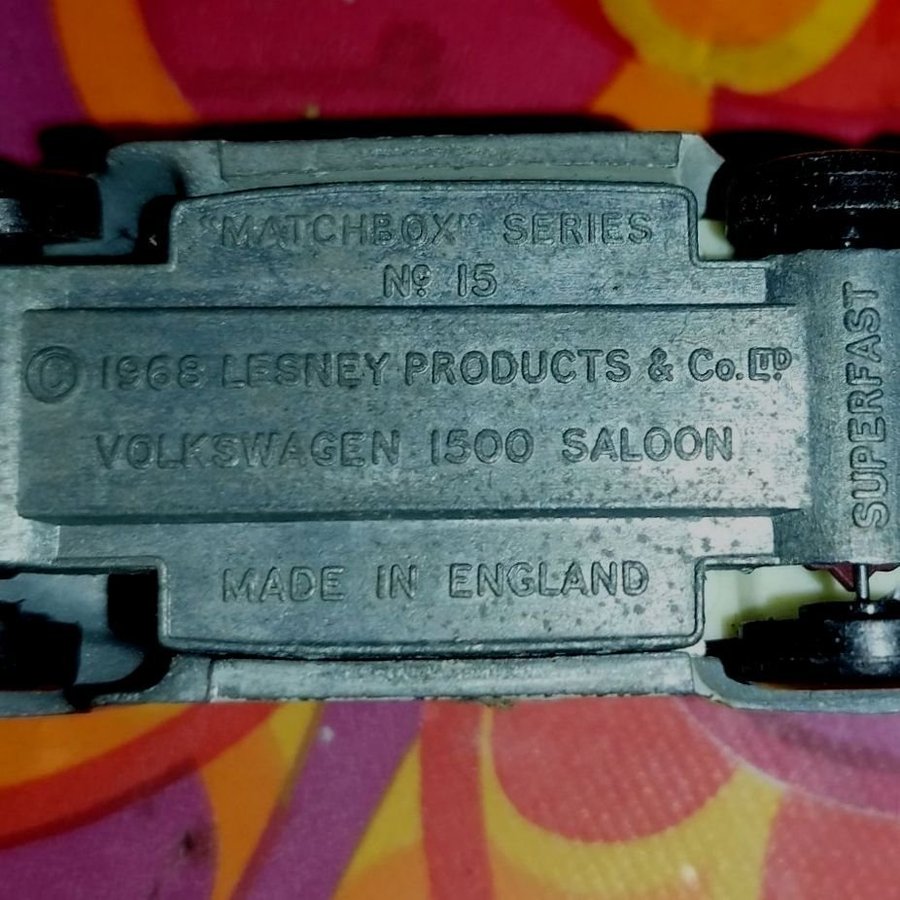 "MATCHBOX" SERIES
Nº 15
© 1968 LESNEY PRODUCTS & Co. LTD
VOLKSWAGEN 1500 SALOON
MADE IN ENGLAND
SUPERFAST